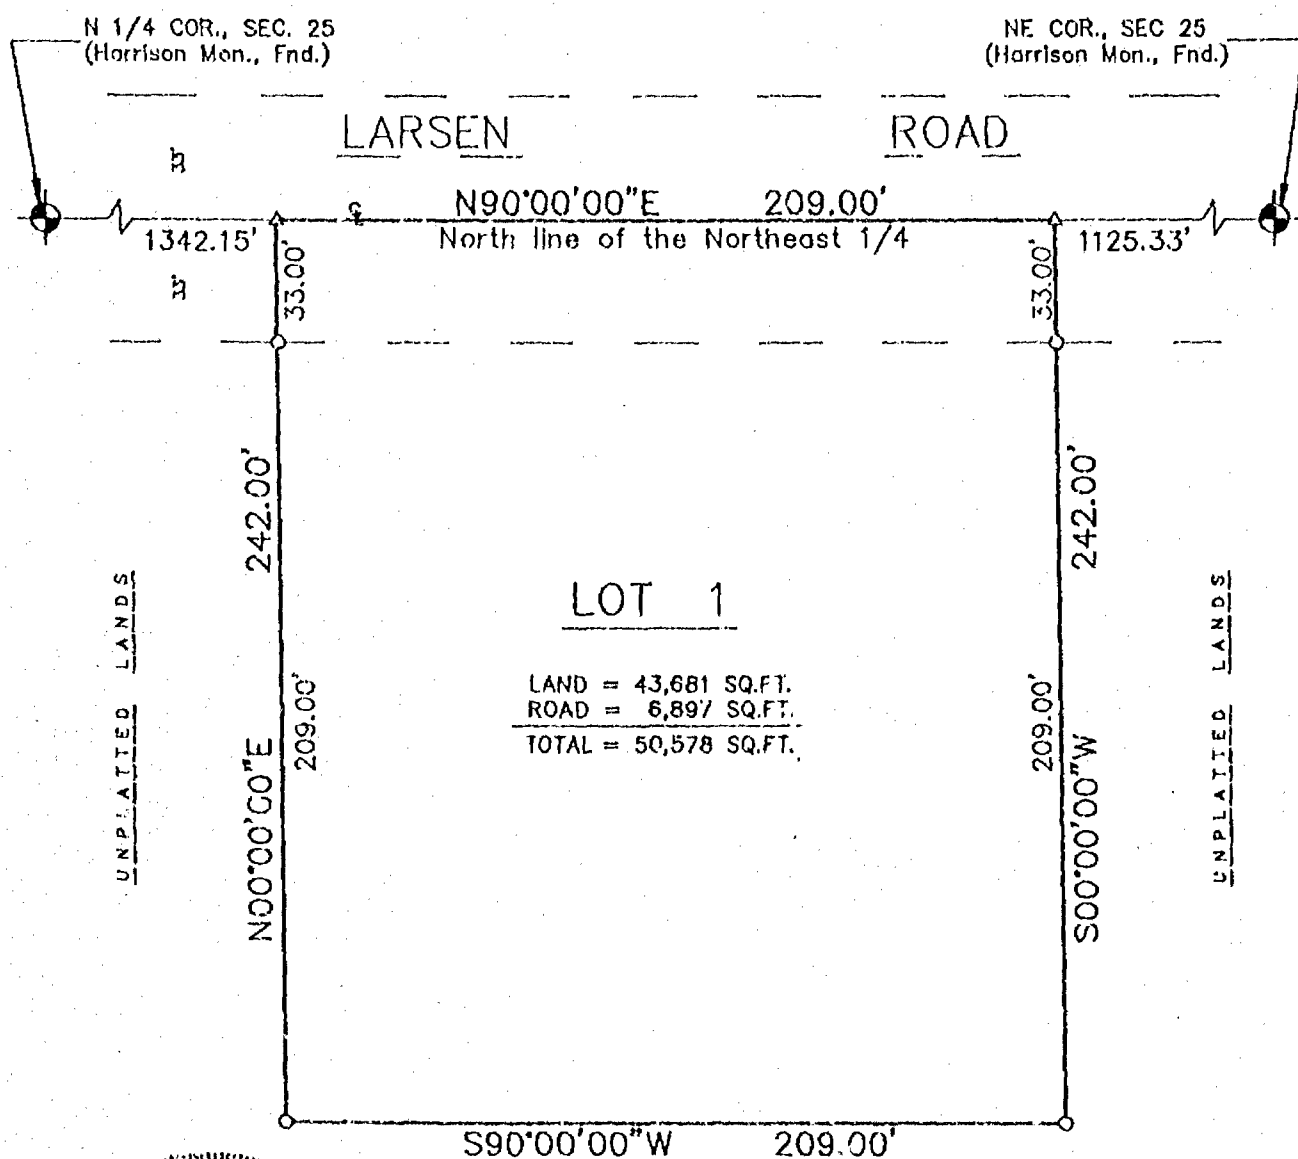 N 1/4 COR., SEC. 25
(Harrison Mon., Fnd.)
NE COR., SEC 25
(Harrison Mon., Fnd.)
LARSEN ROAD
N90°00'00"E 209.00'
1342.15'
North line of the Northeast 1/4
1125.33'
33.00'
33.00'
33'
33'
242.00'
242.00'
LOT 1
LAND = 43,681 SQ.FT.
ROAD = 6,897 SQ.FT.
TOTAL = 50,578 SQ.FT.
UNPLATTED LANDS
N00°00'00"E
209.00'
209.00'
S00°00'00"W
UNPLATTED LANDS
S90°00'00"W 209.00'